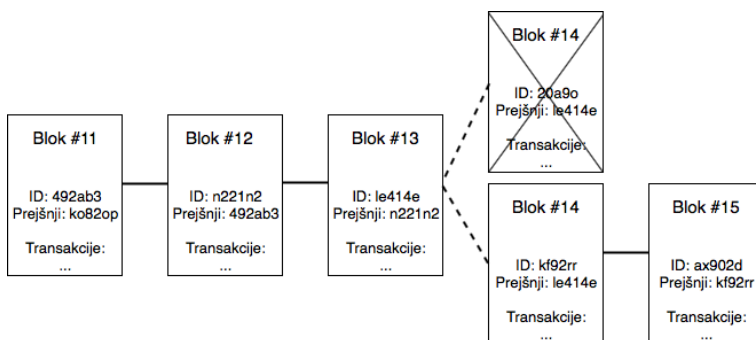 Blok #11
ID: 492ab3
Prejšnji: ko82op
Transakcije:
...
Blok #12
ID: n221n2
Prejšnji: 492ab3
Transakcije:
...
Blok #13
ID: le414e
Prejšnji: n221n2
Transakcije:
...
Blok #14
ID: 20a9o
Prejšnji: le414e
Transakcije:
...
Blok #14
ID: kf92rr
Prejšnji: le414e
Transakcije:
...
Blok #15
ID: ax902d
Prejšnji: kf92rr
Transakcije:
...